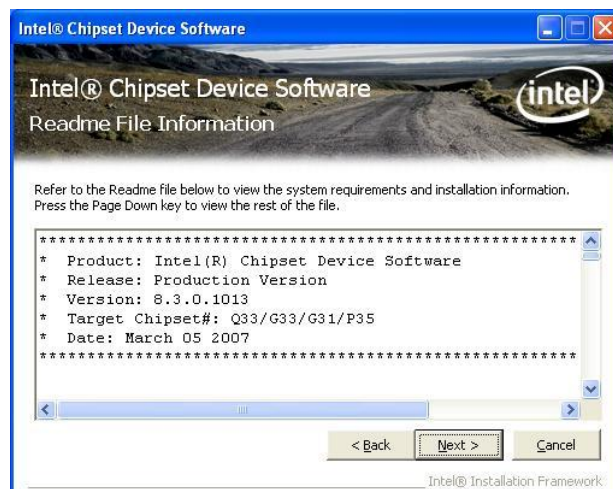 Intel® Chipset Device Software
Intel® Chipset Device Software
intel
Readme File Information
Refer to the Readme file below to view the system requirements and installation information.
Press the Page Down key to view the rest of the file.
************************************************************
* Product: Intel(R) Chipset Device Software
* Release: Production Version
* Version: 8.3.0.1013
* Target Chipset#: Q33/G33/G31/P35
* Date: March 05 2007
************************************************************
< Back Next > Cancel
Intel® Installation Framework